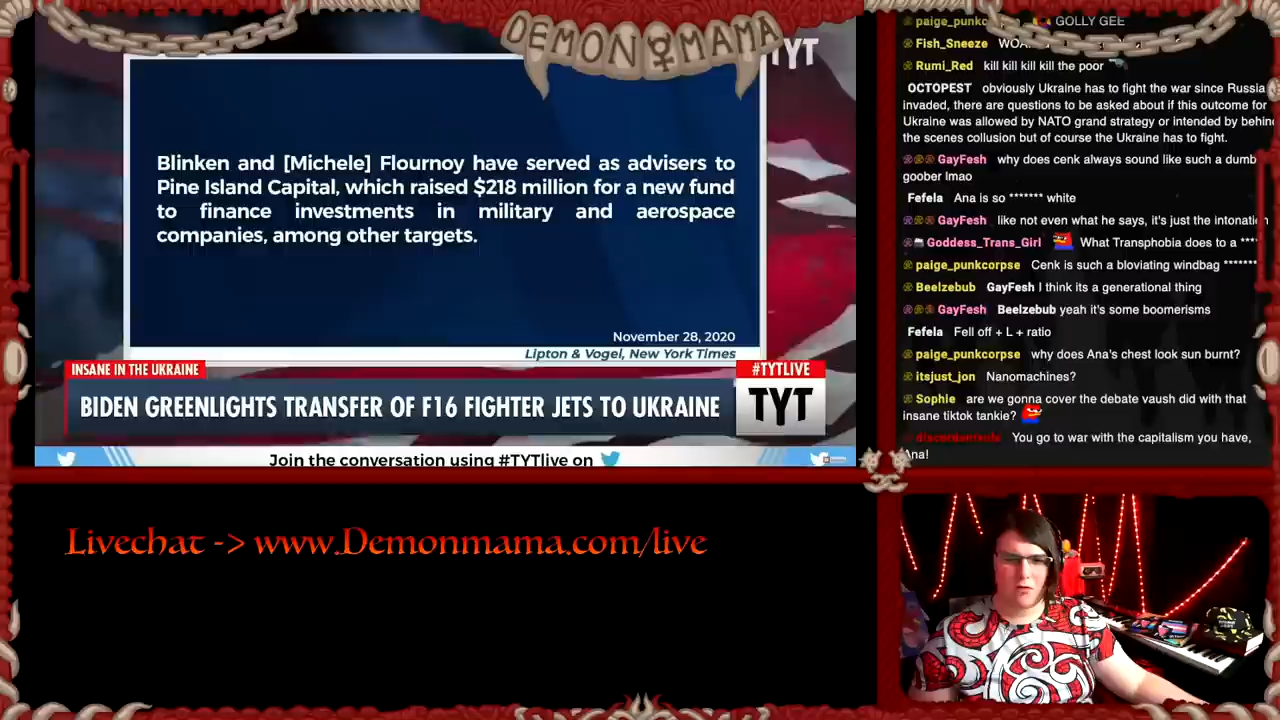 DEMON MAMA
TYT
Blinken and [Michele] Flournoy have served as advisers to
Pine Island Capital, which raised $218 million for a new fund
to finance investments in military and aerospace
companies, among other targets.
November 28, 2020
Lipton & Vogel, New York Times
INSANE IN THE UKRAINE
#TYTLIVE
BIDEN GREENLIGHTS TRANSFER OF F16 FIGHTER JETS TO UKRAINE
TYT
Join the conversation using #TYTlive on
GOLLY GEE
Fish_Sneeze
Rumi_Red kill kill kill kill the poor
OCTOPEST obviously Ukraine has to fight the war since Russia
invaded, there are questions to be asked about if this outcome for
Ukraine was allowed by NATO grand strategy or intended by behin
the scenes collusion but of course the Ukraine has to fight.
GayFesh why does cenk always sound like such a dumb
goober lmao
Fefela Ana is so ******* white
GayFesh like not even what he says, it's just the intonation
Goddess_Trans_Girl What Transphobia does to a ***
paige_punkcorpse Cenk is such a bloviating windbag *******
Beelzebub GayFesh I think its a generational thing
GayFesh Beelzebub yeah it's some boomerisms
Fefela Fell off + L + ratio
paige_punkcorpse why does Ana's chest look sun burnt?
itsjust_jon Nanomachines?
Sophie are we gonna cover the debate vaush did with that
insane tiktok tankie?
You go to war with the capitalism you have,
Ana!
Livechat -> www.Demonmama.com/live